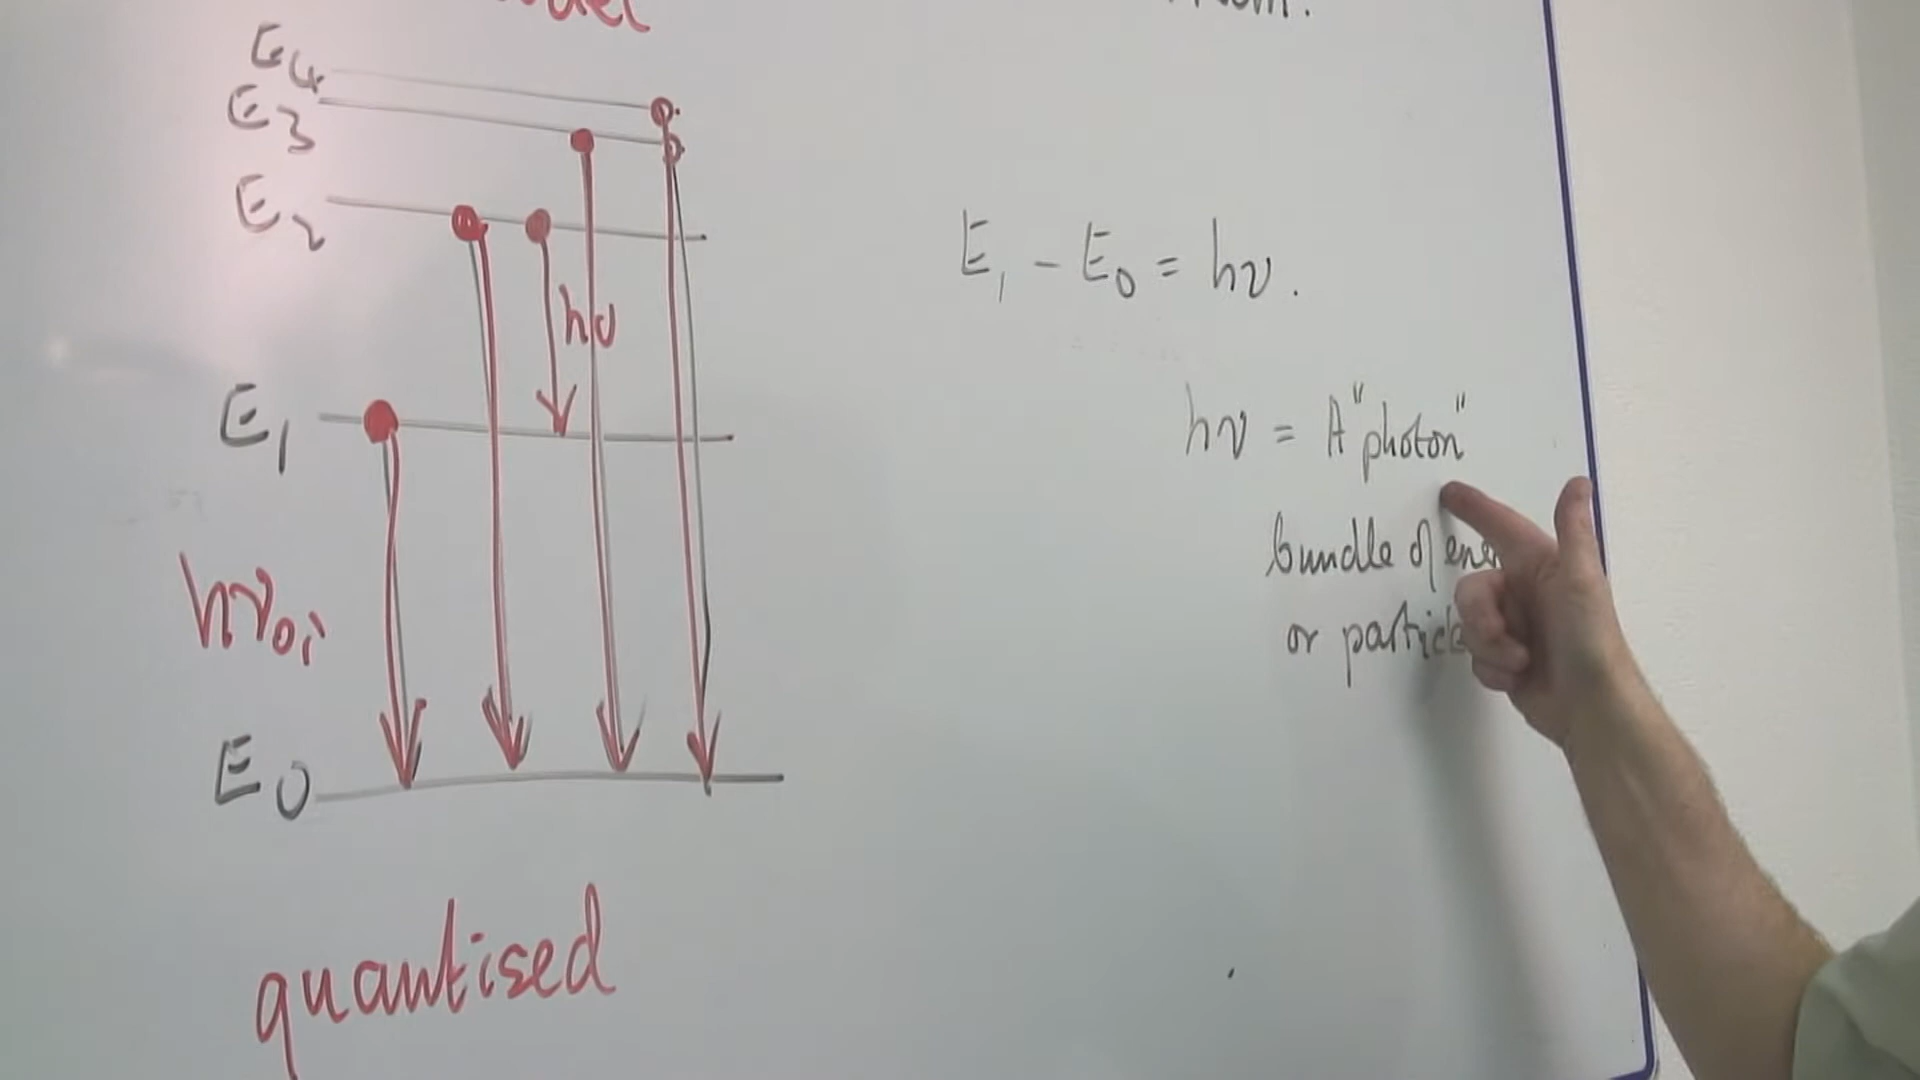 E4
E3
E2
E1
hν
hν01
E0
quantised
E1 - E0 = hν.
hν = A "photon"
bundle of
or